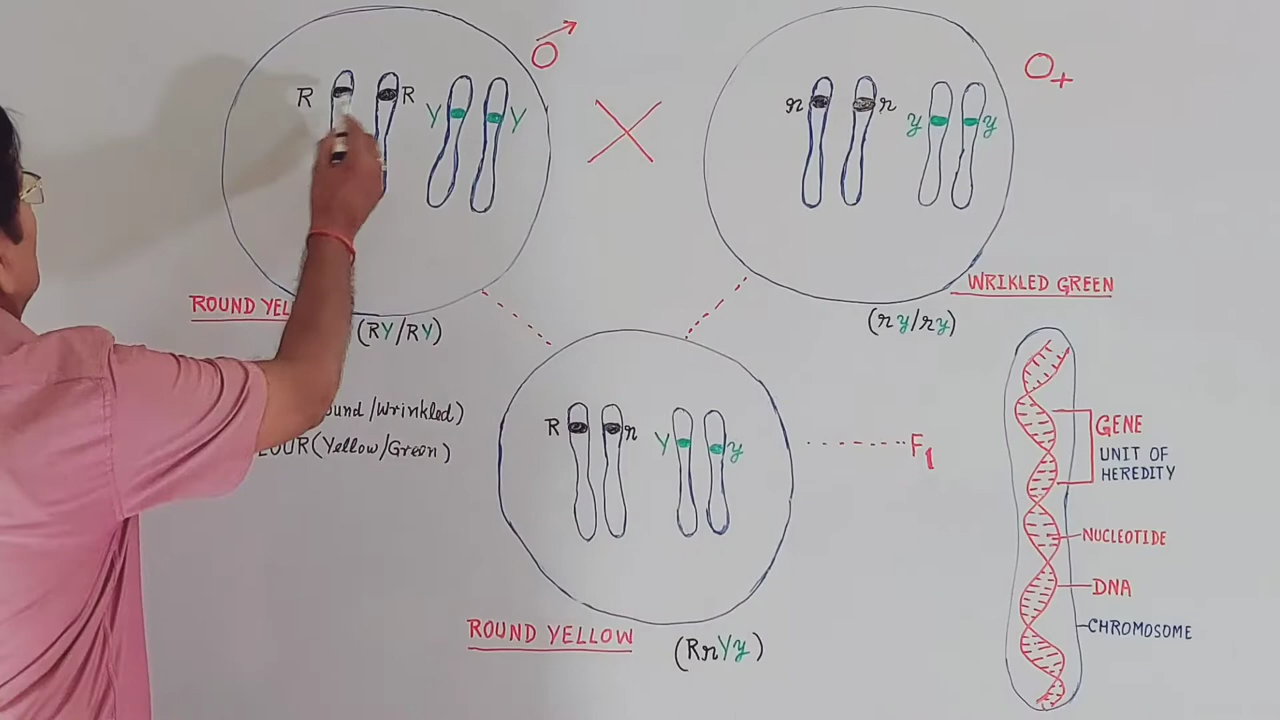 ♂
♀
R R Y Y
r r y y
×
ROUND YEL
WRIKLED GREEN
(RY/RY)
(ry/ry)
ound/Wrinkled)
LOUR(Yellow/Green)
R r Y y
F1
ROUND YELLOW
(RrYy)
GENE
UNIT OF
HEREDITY
NUCLEOTIDE
DNA
CHROMOSOME